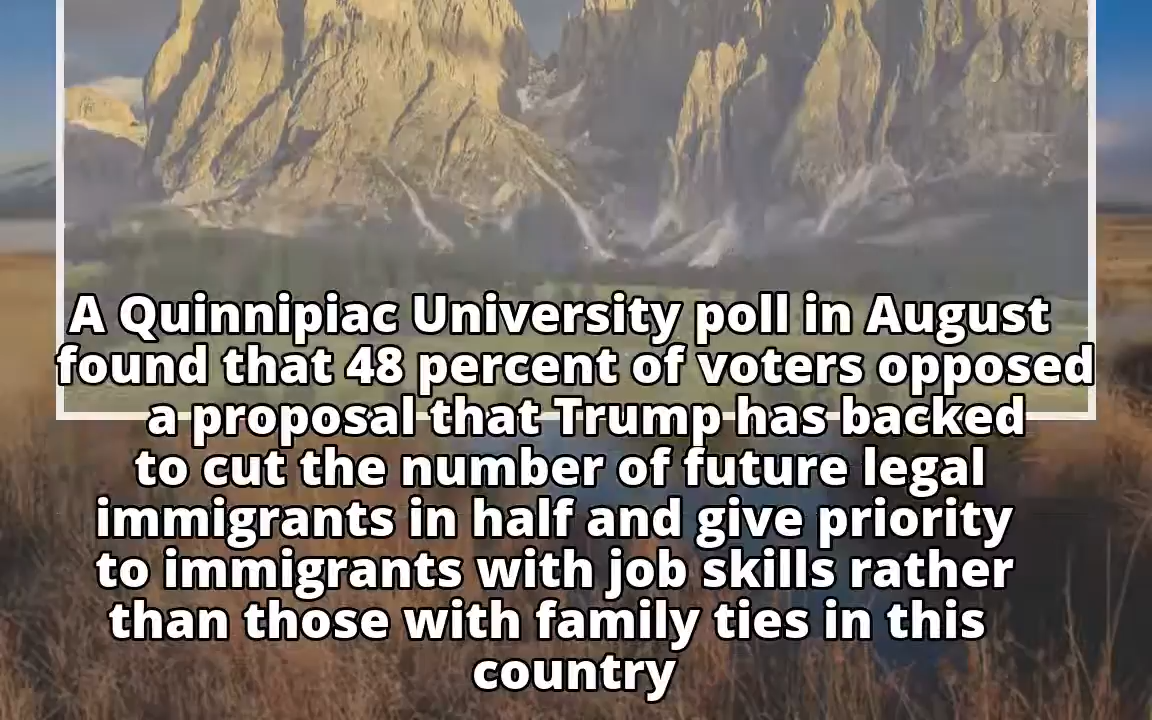 A Quinnipiac University poll in August
found that 48 percent of voters opposed
a proposal that Trump has backed
to cut the number of future legal
immigrants in half and give priority
to immigrants with job skills rather
than those with family ties in this
country